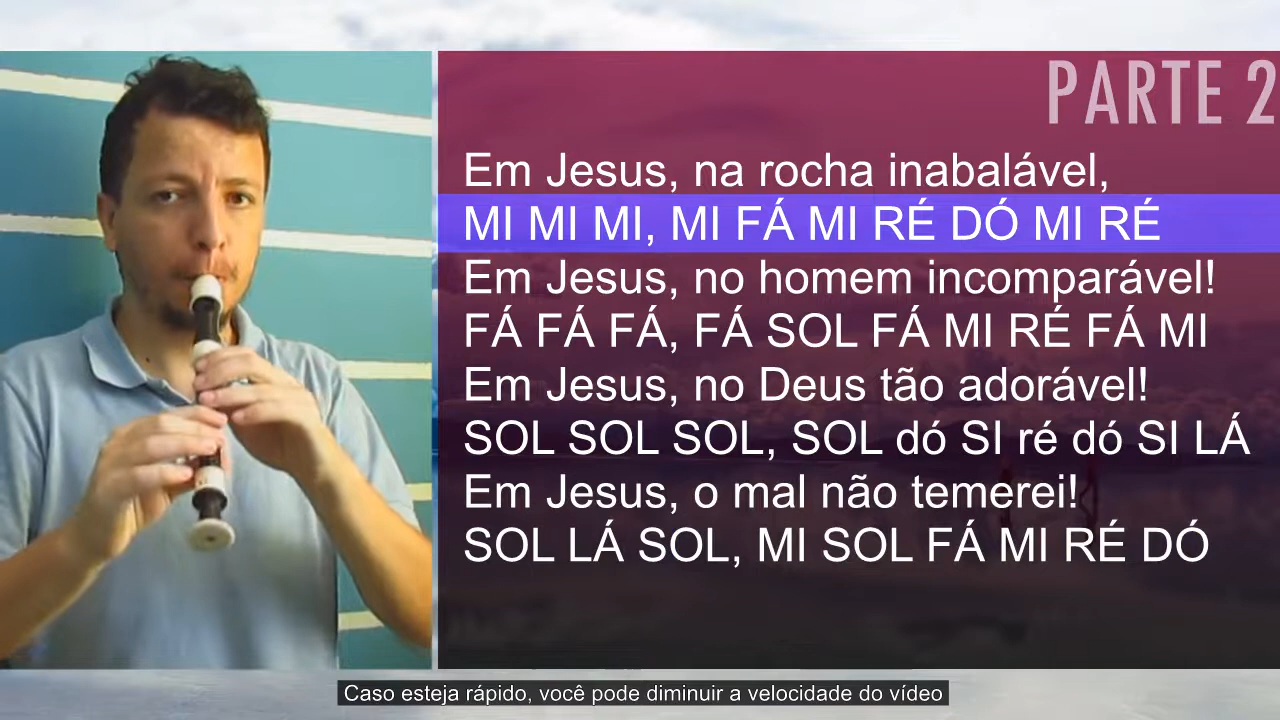 PARTE 2
Em Jesus, na rocha inabalável,
MI MI MI, MI FÁ MI RÉ DÓ MI RÉ
Em Jesus, no homem incomparável!
FÁ FÁ FÁ, FÁ SOL FÁ MI RÉ FÁ MI
Em Jesus, no Deus tão adorável!
SOL SOL SOL, SOL dó SI ré dó SI LÁ
Em Jesus, o mal não temerei!
SOL LÁ SOL, MI SOL FÁ MI RÉ DÓ
Caso esteja rápido, você pode diminuir a velocidade do vídeo